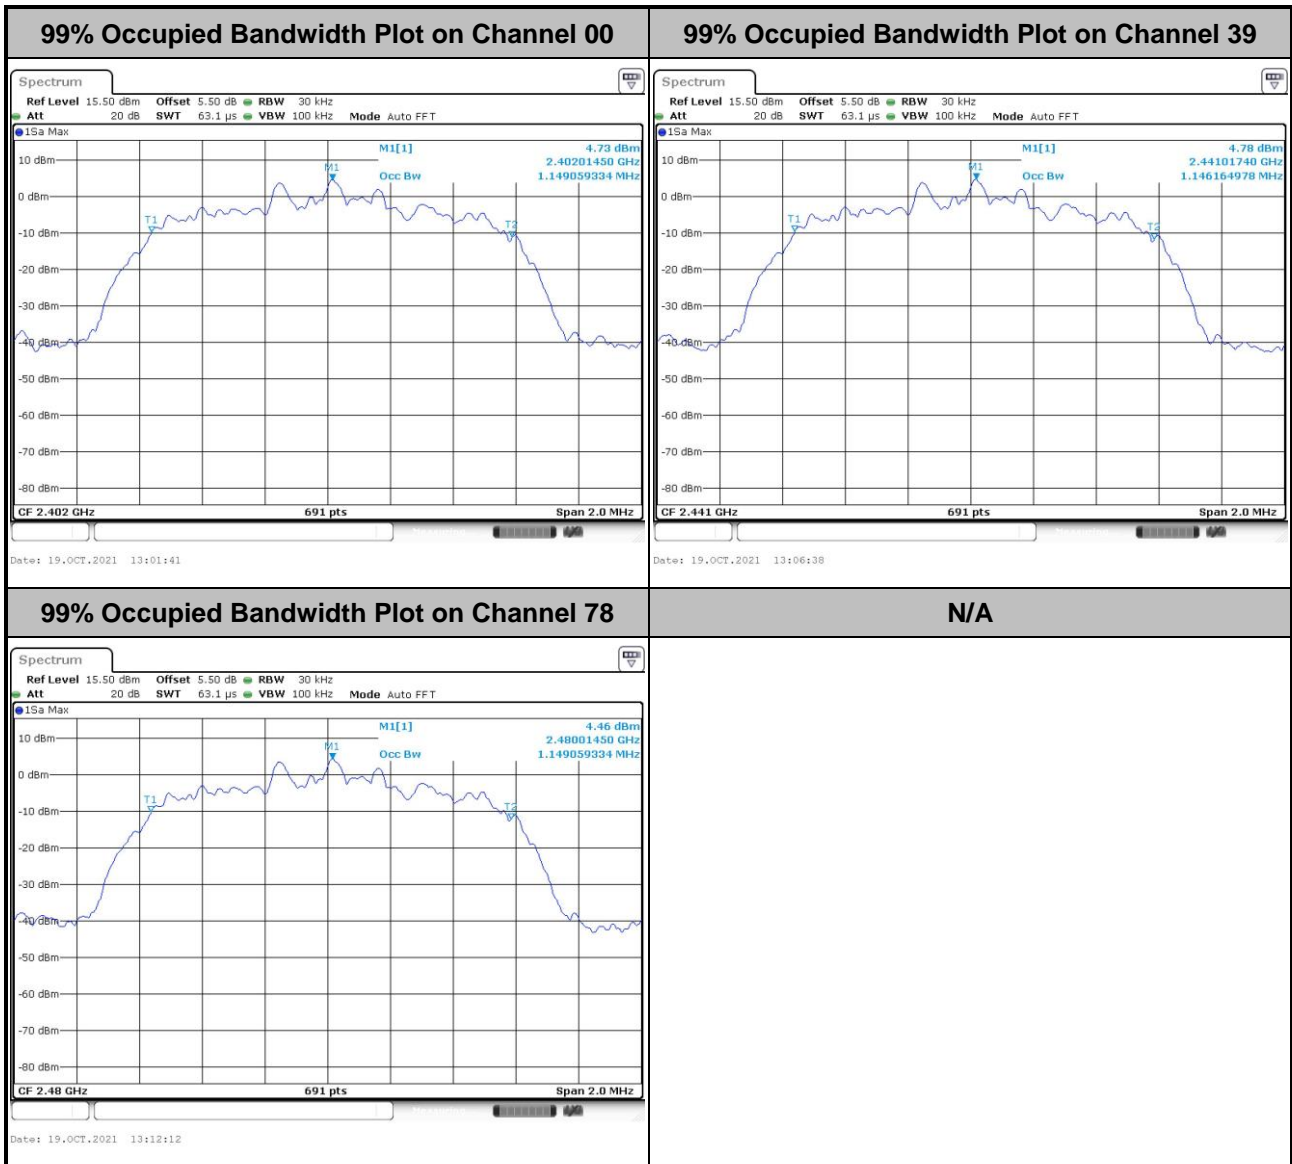 99% Occupied Bandwidth Plot on Channel 00
99% Occupied Bandwidth Plot on Channel 39
Spectrum
Ref Level 15.50 dBm Offset 5.50 dB RBW 30 kHz
Att 20 dB SWT 63.1 µs VBW 100 kHz Mode Auto FFT
1Sa Max
M1[1] 4.73 dBm
2.40201450 GHz
Occ Bw 1.149059334 MHz
10 dBm
M1
0 dBm
T1
T2
-10 dBm
-20 dBm
-30 dBm
-40 dBm
-50 dBm
-60 dBm
-70 dBm
-80 dBm
CF 2.402 GHz 691 pts Span 2.0 MHz
Date: 19.OCT.2021 13:01:41
Spectrum
Ref Level 15.50 dBm Offset 5.50 dB RBW 30 kHz
Att 20 dB SWT 63.1 µs VBW 100 kHz Mode Auto FFT
1Sa Max
M1[1] 4.78 dBm
2.44101740 GHz
Occ Bw 1.146164978 MHz
10 dBm
M1
0 dBm
T1
T2
-10 dBm
-20 dBm
-30 dBm
-40 dBm
-50 dBm
-60 dBm
-70 dBm
-80 dBm
CF 2.441 GHz 691 pts Span 2.0 MHz
Date: 19.OCT.2021 13:06:38
99% Occupied Bandwidth Plot on Channel 78
N/A
Spectrum
Ref Level 15.50 dBm Offset 5.50 dB RBW 30 kHz
Att 20 dB SWT 63.1 µs VBW 100 kHz Mode Auto FFT
1Sa Max
M1[1] 4.46 dBm
2.48001450 GHz
Occ Bw 1.149059334 MHz
10 dBm
M1
0 dBm
T1
T2
-10 dBm
-20 dBm
-30 dBm
-40 dBm
-50 dBm
-60 dBm
-70 dBm
-80 dBm
CF 2.48 GHz 691 pts Span 2.0 MHz
Date: 19.OCT.2021 13:12:12